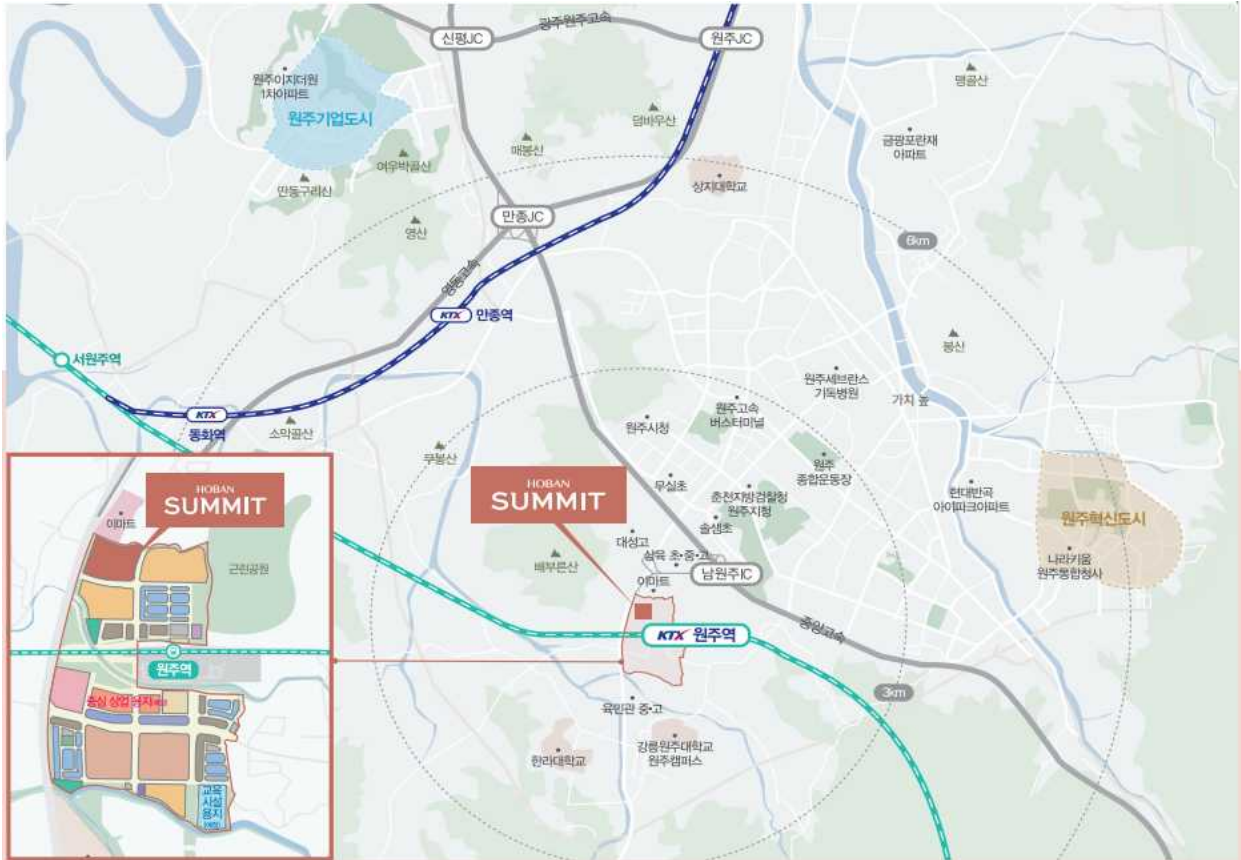 광주원주고속
신평JC
원주JC
원주이지더원
1차아파트
원주기업도시
맹골산
덤바우산
매봉산
여우박골산
금광포란재
아파트
딴동구리산
상지대학교
만종JC
영산
6km
영동고속
KTX 만종역
서원주역
봉산
원주세브란스
기독병원
가치 숲
원주고속
버스터미널
KTX
동화역
소막골산
원주시청
무봉산
원주
종합운동장
HOBAN
SUMMIT
HOBAN
SUMMIT
무실초
춘천지방검찰청
원주지청
현대반곡
아이파크아파트
원주혁신도시
이마트
솔샘초
대성고
삼육 초·중·고
나라키움
원주통합청사
배부른산
남원주IC
이마트
근린공원
중앙고속
KTX 원주역
원주역
3km
중심 상업 용지
육민관 중·고
한라대학교
강릉원주대학교
원주캠퍼스
교육
시설
용지